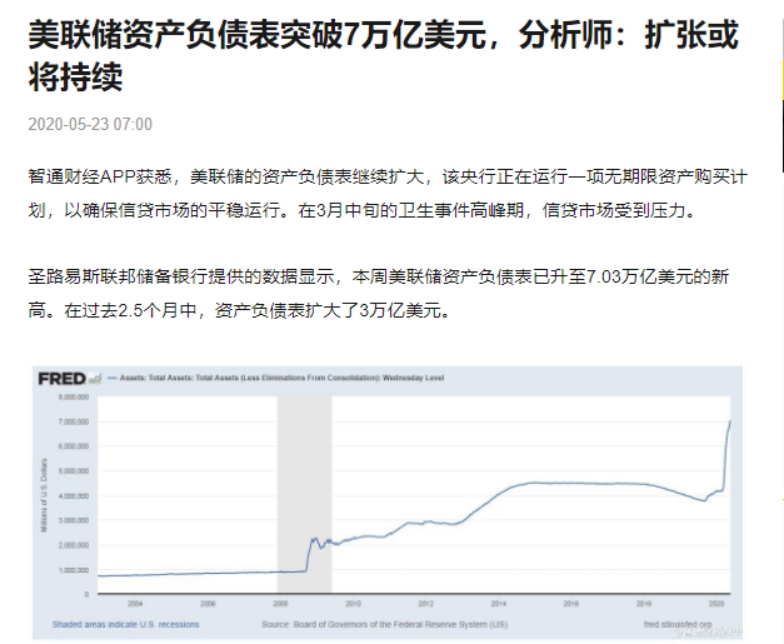 美联储资产负债表突破7万亿美元，分析师：扩张或
将持续
2020-05-23 07:00
智通财经APP获悉，美联储的资产负债表继续扩大，该央行正在运行一项无期限资产购买计
划，以确保信贷市场的平稳运行。在3月中旬的卫生事件高峰期，信贷市场受到压力。
圣路易斯联邦储备银行提供的数据显示，本周美联储资产负债表已升至7.03万亿美元的新
高。在过去2.5个月中，资产负债表扩大了3万亿美元。
FRED — Assets: Total Assets: Total Assets (Less Eliminations From Consolidation): Wednesday Level
8,000,000
7,000,000
6,000,000
5,000,000
4,000,000
3,000,000
2,000,000
1,000,000
0
Millions of U.S. Dollars
2004 2006 2008 2010 2012 2014 2016 2018 2020
Shaded areas indicate U.S. recessions Source: Board of Governors of the Federal Reserve System (US) fred.stlouisfed.org